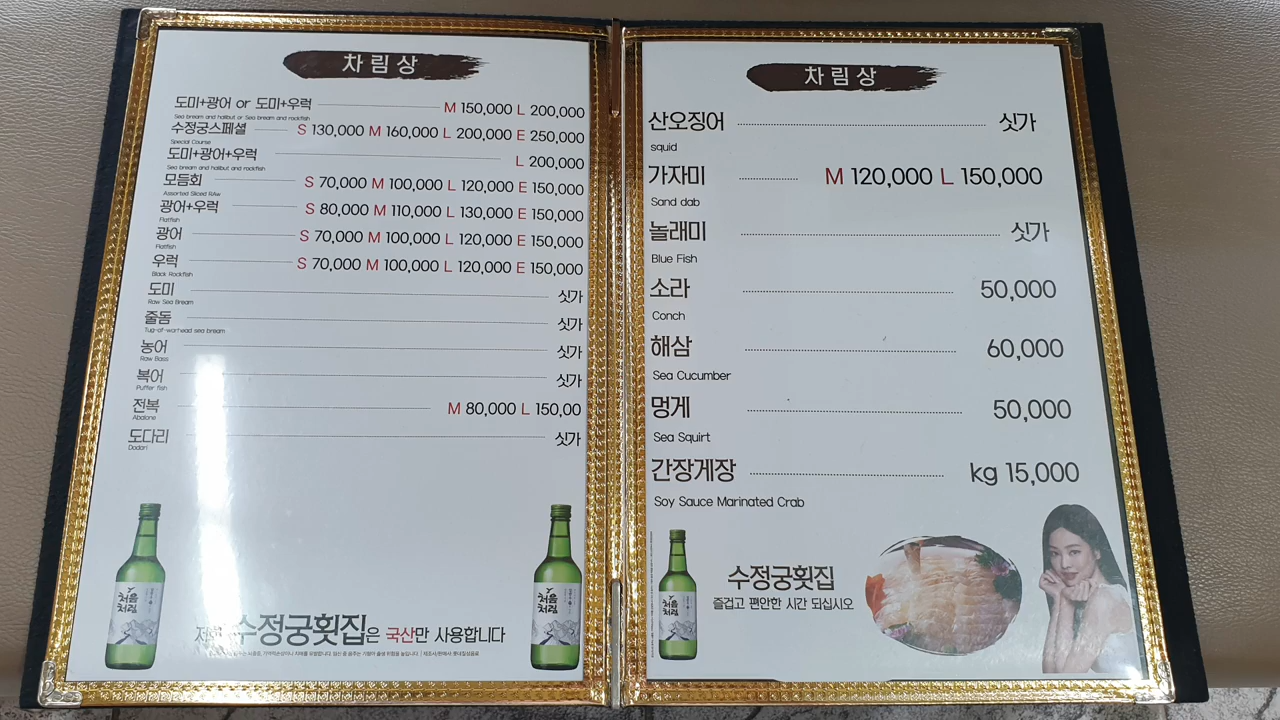 차림상
도미+광어 or 도미+우럭 M 150,000 L 200,000
Sea bream and halibut or Sea bream and rockfish
수정궁스페셜 S 130,000 M 160,000 L 200,000 E 250,000
Special Course
도미+광어+우럭 L 200,000
Sea bream and halibut and rockfish
모듬회 S 70,000 M 100,000 L 120,000 E 150,000
Assorted Sliced RAw
광어+우럭 S 80,000 M 110,000 L 130,000 E 150,000
Flatfish
광어 S 70,000 M 100,000 L 120,000 E 150,000
Flatfish
우럭 S 70,000 M 100,000 L 120,000 E 150,000
Black Rockfish
도미 싯가
Raw Sea Bream
줄돔 싯가
Tug-of-warhead sea bream
농어 싯가
Raw Bass
복어 싯가
Puffer fish
전복 M 80,000 L 150,00
Abalone
도다리 싯가
Dodari
처음처럼
처음처럼
수정궁횟집은 국산만 사용합니다
차림상
산오징어 싯가
squid
가자미 M 120,000 L 150,000
Sand dab
놀래미 싯가
Blue Fish
소라 50,000
Conch
해삼 60,000
Sea Cucumber
멍게 50,000
Sea Squirt
간장게장 kg 15,000
Soy Sauce Marinated Crab
처음처럼
수정궁횟집
즐겁고 편안한 시간 되십시오